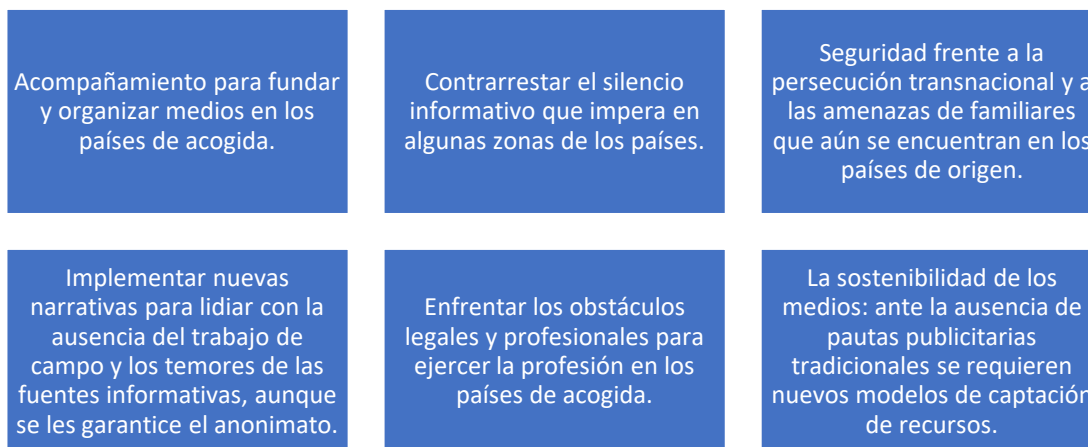 Acompañamiento para fundar
y organizar medios en los
países de acogida.
Contrarrestar el silencio
informativo que impera en
algunas zonas de los países.
Seguridad frente a la
persecución transnacional y a
las amenazas de familiares
que aún se encuentran en los
países de origen.
Implementar nuevas
narrativas para lidiar con la
ausencia del trabajo de
campo y los temores de las
fuentes informativas, aunque
se les garantice el anonimato.
Enfrentar los obstáculos
legales y profesionales para
ejercer la profesión en los
países de acogida.
La sostenibilidad de los
medios: ante la ausencia de
pautas publicitarias
tradicionales se requieren
nuevos modelos de captación
de recursos.